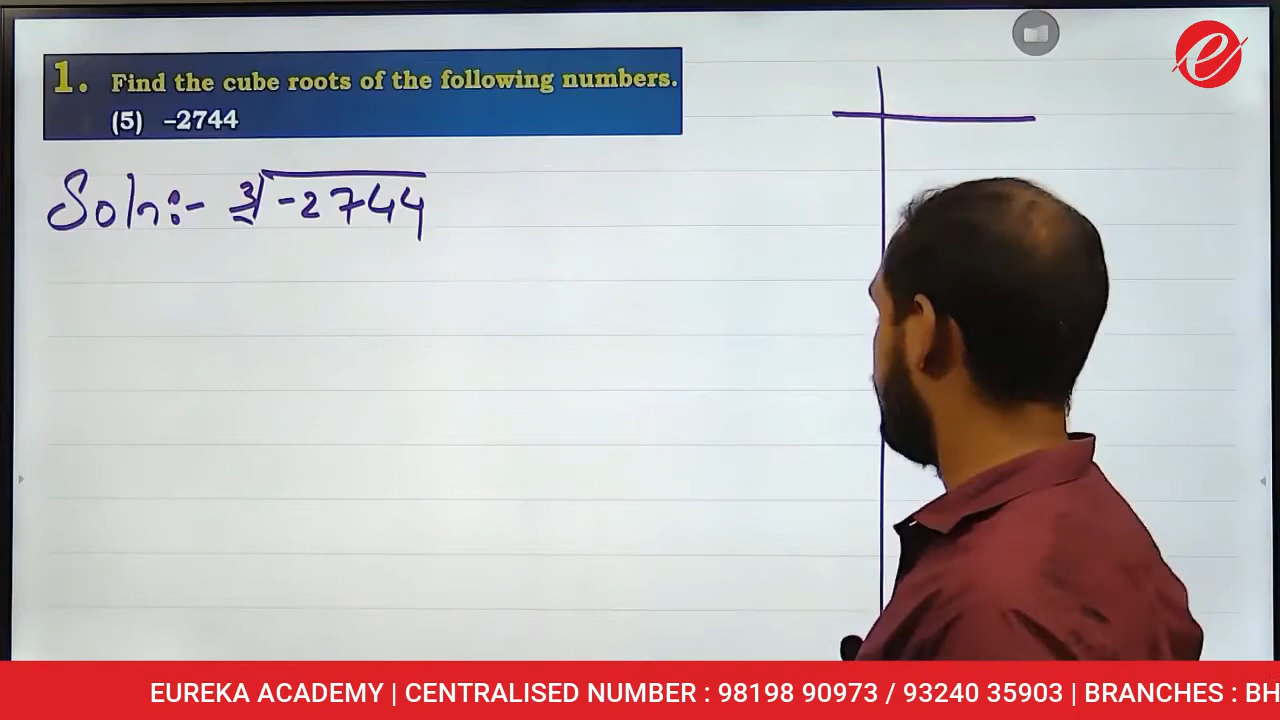 1. Find the cube roots of the following numbers.
(5) -2744
Soln:- ∛-2744
EUREKA ACADEMY | CENTRALISED NUMBER : 98198 90973 / 93240 35903 | BRANCHES : BH